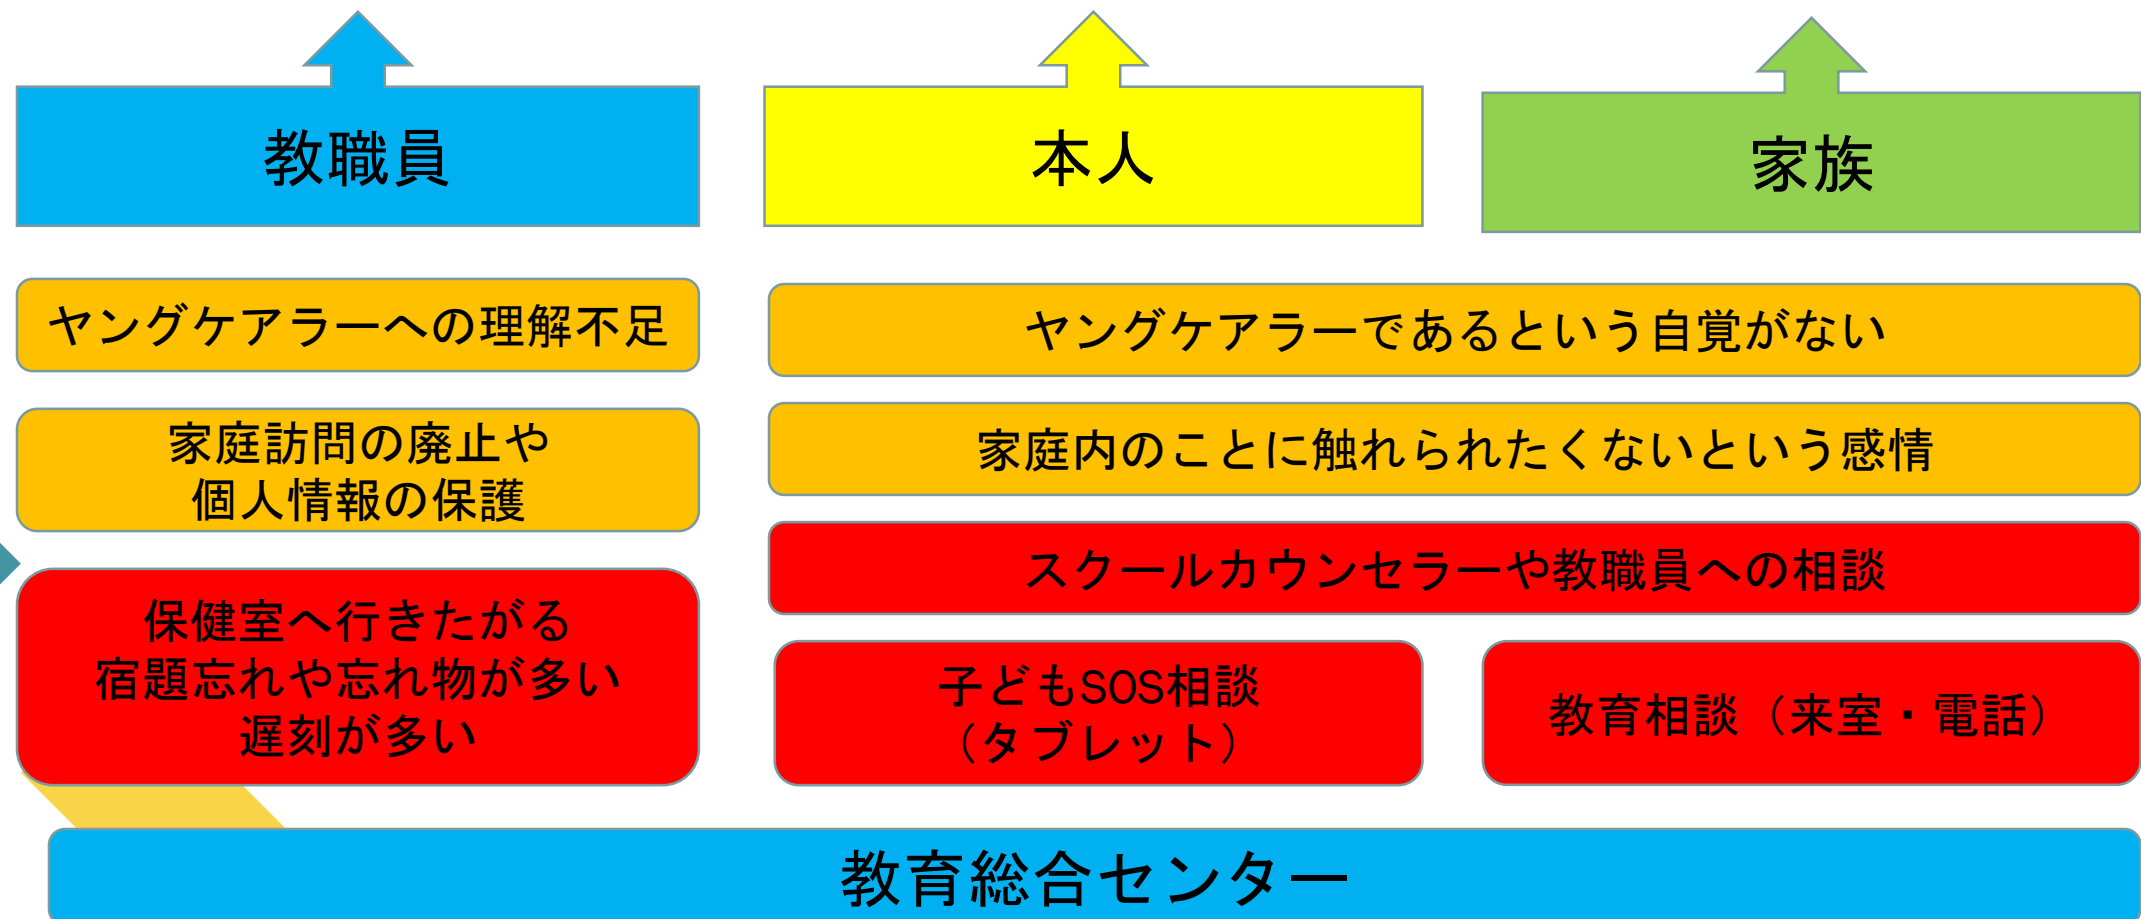 教職員
本人
家族
ヤングケアラーへの理解不足
家庭訪問の廃止や
個人情報の保護
保健室へ行きたがる
宿題忘れや忘れ物が多い
遅刻が多い
ヤングケアラーであるという自覚がない
家庭内のことに触れられたくないという感情
スクールカウンセラーや教職員への相談
子どもSOS相談
（タブレット）
教育相談（来室・電話）
教育総合センター